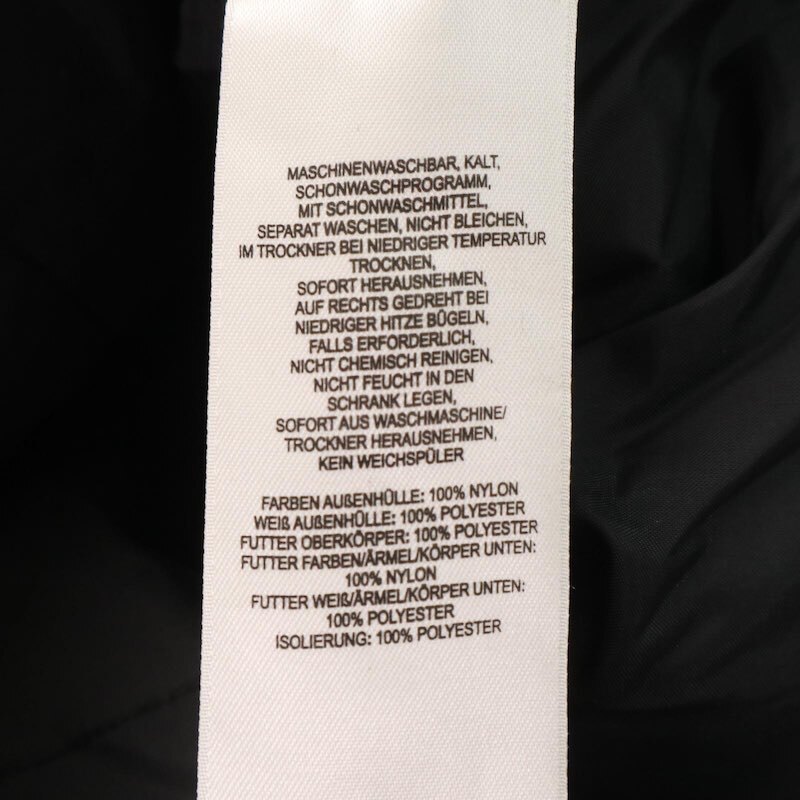 MASCHINENWASCHBAR, KALT,
SCHONWASCHPROGRAMM,
MIT SCHONWASCHMITTEL,
SEPARAT WASCHEN, NICHT BLEICHEN,
IM TROCKNER BEI NIEDRIGER TEMPERATUR
TROCKNEN,
SOFORT HERAUSNEHMEN,
AUF RECHTS GEDREHT BEI
NIEDRIGER HITZE BÜGELN,
FALLS ERFORDERLICH,
NICHT CHEMISCH REINIGEN,
NICHT FEUCHT IN DEN
SCHRANK LEGEN,
SOFORT AUS WASCHMASCHINE/
TROCKNER HERAUSNEHMEN,
KEIN WEICHSPÜLER
FARBEN AUßENHÜLLE: 100% NYLON
WEIß AUßENHÜLLE: 100% POLYESTER
FUTTER OBERKÖRPER: 100% POLYESTER
FUTTER FARBEN/ÄRMEL/KÖRPER UNTEN:
100% NYLON
FUTTER WEIß/ÄRMEL/KÖRPER UNTEN:
100% POLYESTER
ISOLIERUNG: 100% POLYESTER